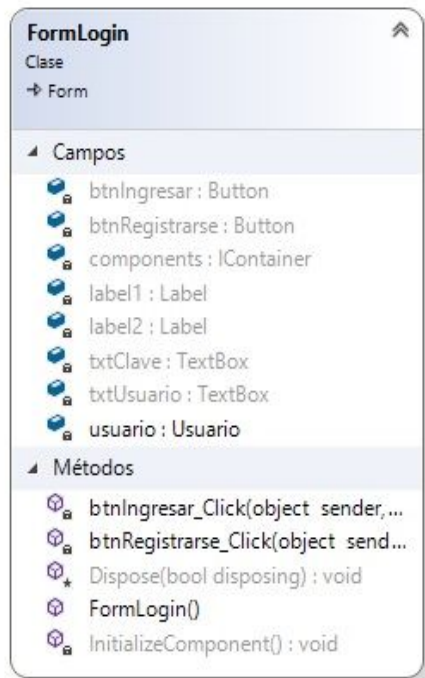 FormLogin
Clase
Form
Campos
btnIngresar : Button
btnRegistrarse : Button
components : IContainer
label1 : Label
label2 : Label
txtClave : TextBox
txtUsuario : TextBox
usuario : Usuario
Métodos
btnIngresar_Click(object sender,...
btnRegistrarse_Click(object send...
Dispose(bool disposing) : void
FormLogin()
InitializeComponent() : void